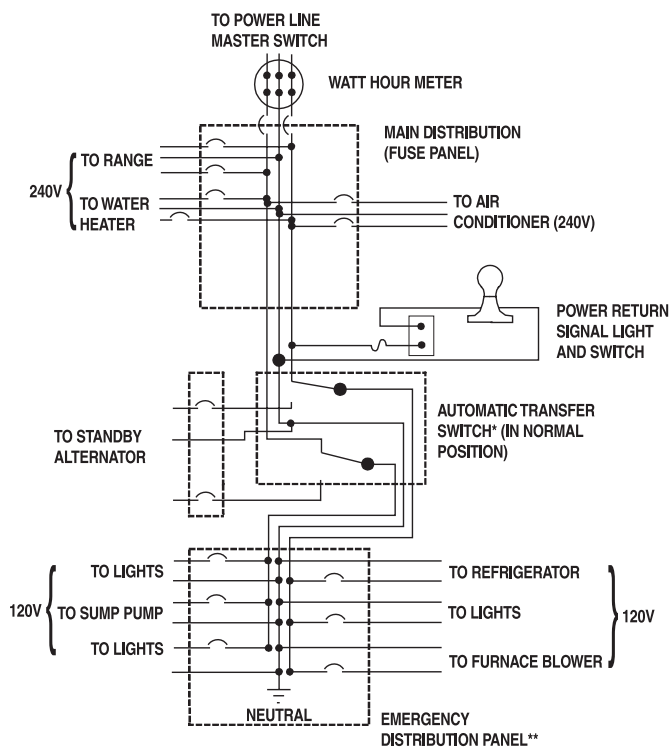 TO POWER LINE
MASTER SWITCH
WATT HOUR METER
MAIN DISTRIBUTION
(FUSE PANEL)
TO RANGE
240V
TO WATER
HEATER
TO AIR
CONDITIONER (240V)
POWER RETURN
SIGNAL LIGHT
AND SWITCH
AUTOMATIC TRANSFER
SWITCH* (IN NORMAL
POSITION)
TO STANDBY
ALTERNATOR
TO LIGHTS
120V
TO SUMP PUMP
TO LIGHTS
TO REFRIGERATOR
TO LIGHTS
120V
TO FURNACE BLOWER
NEUTRAL
EMERGENCY
DISTRIBUTION PANEL**